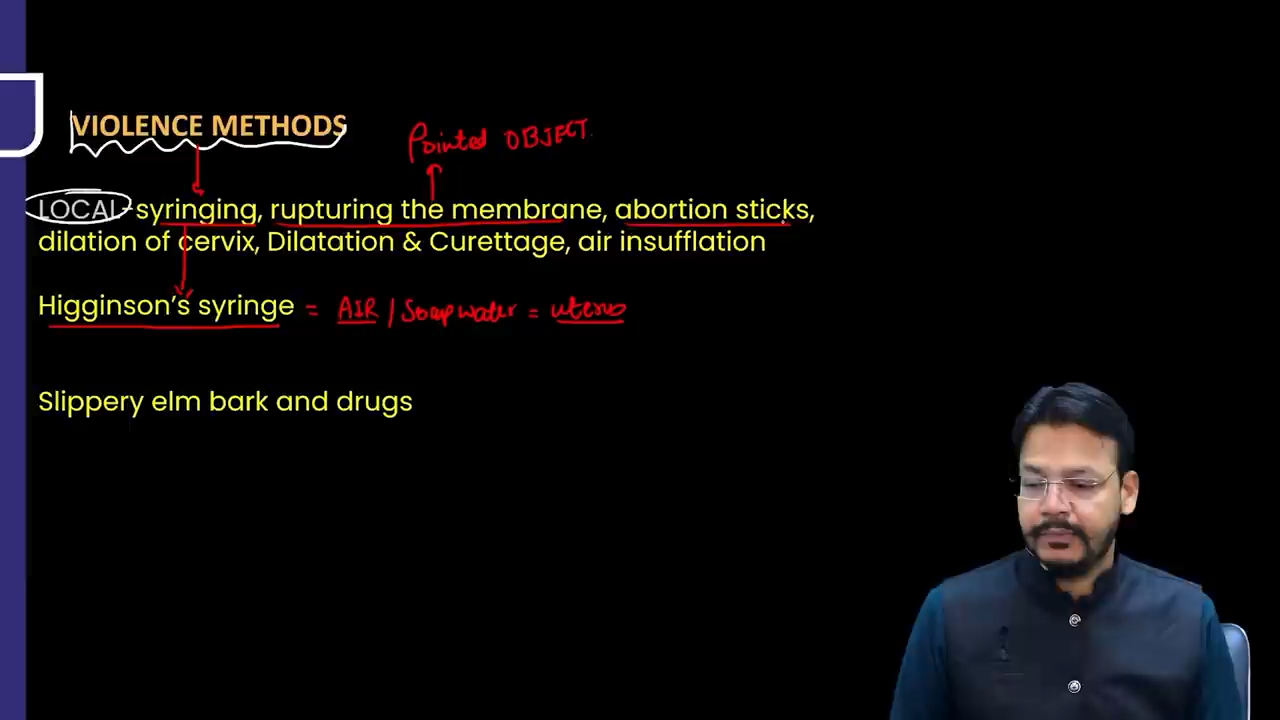 VIOLENCE METHODS
Pointed OBJECT
LOCAL-syringing, rupturing the membrane, abortion sticks,
dilation of cervix, Dilatation & Curettage, air insufflation
Higginson's syringe = AIR / Soap water = uterus
Slippery elm bark and drugs